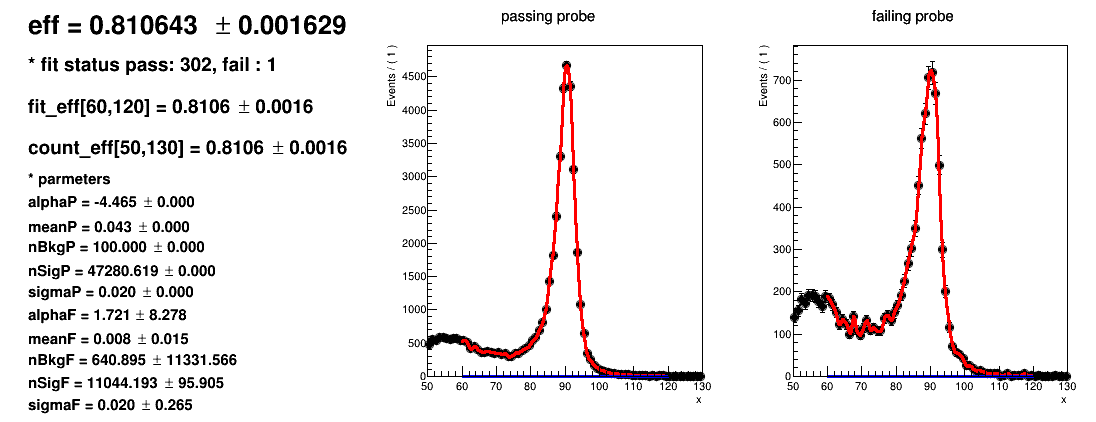 eff = 0.810643 ± 0.001629
* fit status pass: 302, fail : 1
fit_eff[60,120] = 0.8106 ± 0.0016
count_eff[50,130] = 0.8106 ± 0.0016
* parmeters
alphaP = -4.465 ± 0.000
meanP = 0.043 ± 0.000
nBkgP = 100.000 ± 0.000
nSigP = 47280.619 ± 0.000
sigmaP = 0.020 ± 0.000
alphaF = 1.721 ± 8.278
meanF = 0.008 ± 0.015
nBkgF = 640.895 ± 11331.566
nSigF = 11044.193 ± 95.905
sigmaF = 0.020 ± 0.265
passing probe
Events / ( 1 )
4500
4000
3500
3000
2500
2000
1500
1000
500
0
50 60 70 80 90 100 110 120 130
x
failing probe
Events / ( 1 )
700
600
500
400
300
200
100
0
50 60 70 80 90 100 110 120 130
x